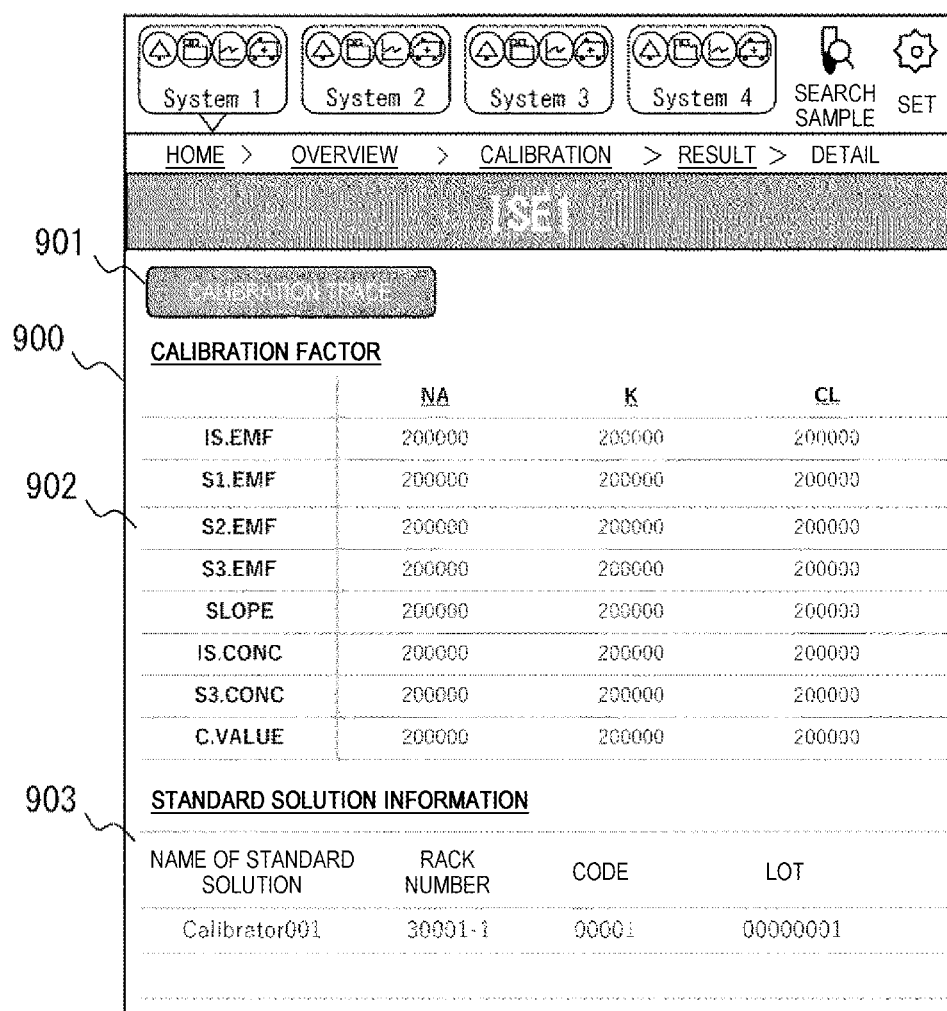 System 1 System 2 System 3 System 4 SEARCH SAMPLE SET
HOME > OVERVIEW > CALIBRATION > RESULT > DETAIL
ISE1
901
CALIBRATION TRACE
900
CALIBRATION FACTOR
NA K CL
IS.EMF 200000 200000 200000
S1.EMF 200000 200000 200000
902
S2.EMF 200000 200000 200000
S3.EMF 200000 200000 200000
SLOPE 200000 200000 200000
IS.CONC 200000 200000 200000
S3.CONC 200000 200000 200000
C.VALUE 200000 200000 200000
903
STANDARD SOLUTION INFORMATION
NAME OF STANDARD SOLUTION RACK NUMBER CODE LOT
Calibrator001 30001-1 00001 00000001